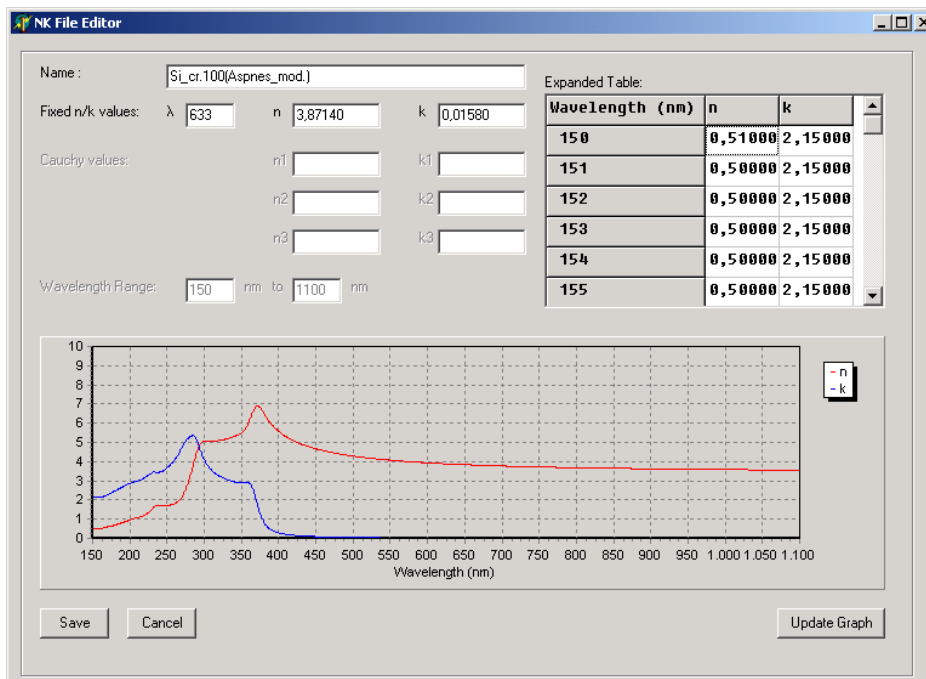 NK File Editor
Name : Si_cr.100(Aspnes_mod.)
Fixed n/k values: λ 633 n 3,87140 k 0,01580
Cauchy values: n1 k1
n2 k2
n3 k3
Wavelength Range: 150 nm to 1100 nm
Expanded Table:
Wavelength (nm) n k
150 0,51000 2,15000
151 0,50000 2,15000
152 0,50000 2,15000
153 0,50000 2,15000
154 0,50000 2,15000
155 0,50000 2,15000
10
9
8
7
6
5
4
3
2
1
0
150 200 250 300 350 400 450 500 550 600 650 700 750 800 850 900 950 1.000 1.050 1.100
Wavelength (nm)
n
k
Save Cancel Update Graph